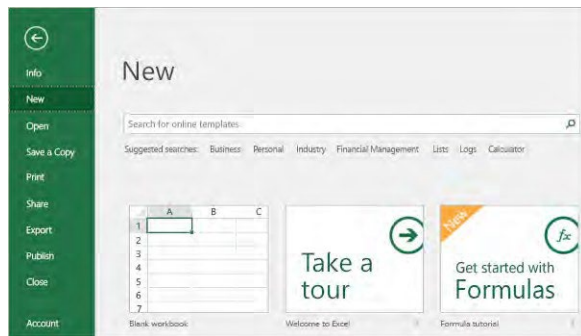 Info
New
Open
Save a Copy
Print
Share
Export
Publish
Close
Account
New
Search for online templates
Suggested searches: Business Personal Industry Financial Management Lists Logs Calculator
A B C
1
2
3
4
5
6
7
Blank workbook
Take a
tour
Welcome to Excel
New
fx
Get started with
Formulas
Formula tutorial